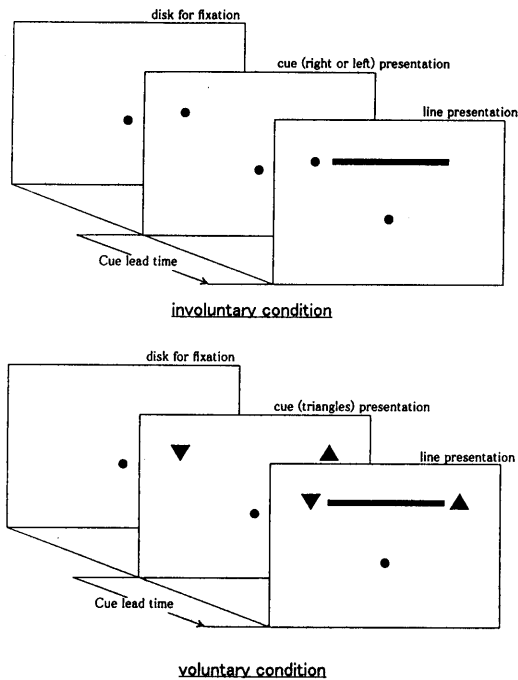 disk for fixation
cue (right or left) presentation
line presentation
Cue lead time
involuntary condition
disk for fixation
cue (triangles) presentation
line presentation
Cue lead time
voluntary condition